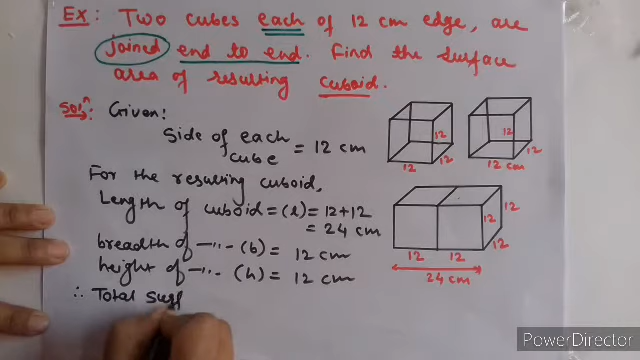 Ex: Two cubes each of 12 cm edge, are
joined end to end. Find the surface
area of resulting cuboid.
Solⁿ: Given:
Side of each cube = 12 cm
For the resulting cuboid,
Length of cuboid = (l) = 12+12
= 24 cm
breadth of —״— (b) = 12 cm
height of —״— (h) = 12 cm
∴ Total surf
12
12
12
12
12 cm
12
12
12
12
12
12
24 cm
PowerDirector